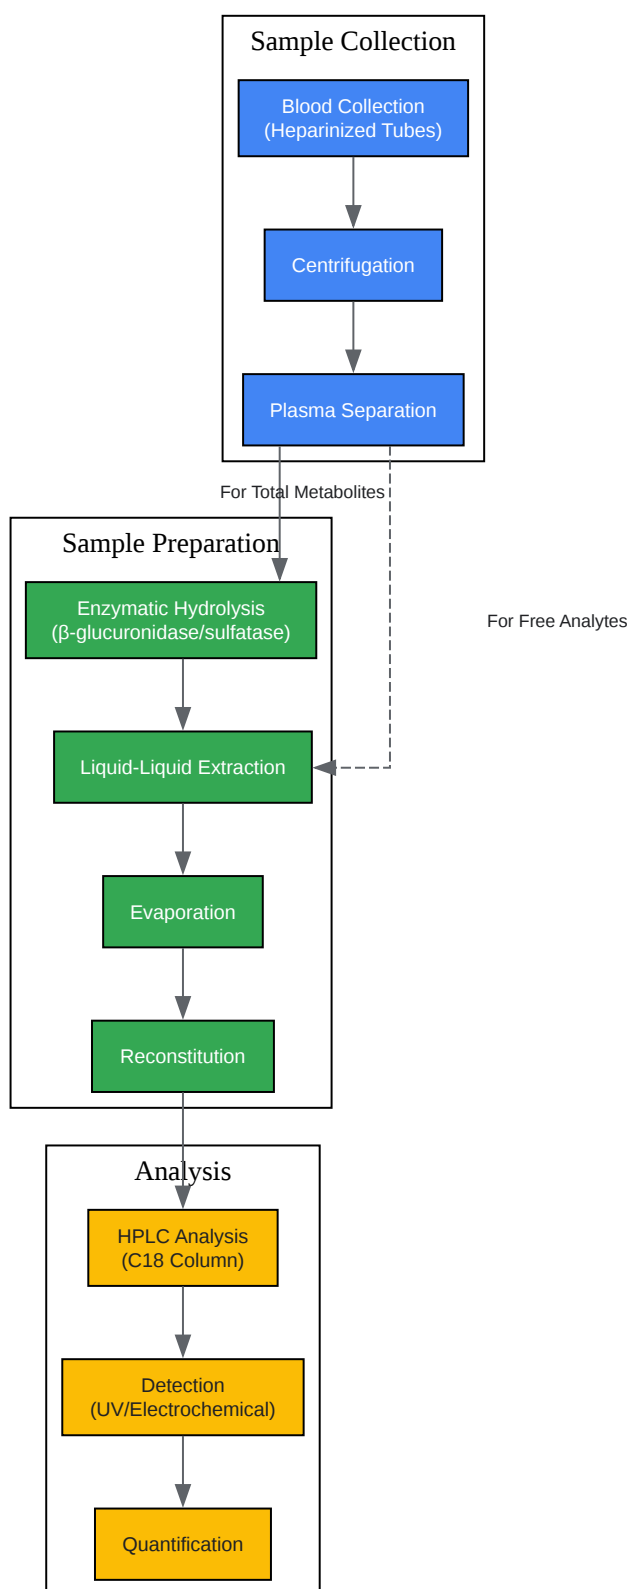 Sample Collection
Blood Collection
(Heparinized Tubes)
Centrifugation
Plasma Separation
For Total Metabolites
Sample Preparation
Enzymatic Hydrolysis
(β-glucuronidase/sulfatase)
For Free Analytes
Liquid-Liquid Extraction
Evaporation
Reconstitution
Analysis
HPLC Analysis
(C18 Column)
Detection
(UV/Electrochemical)
Quantification